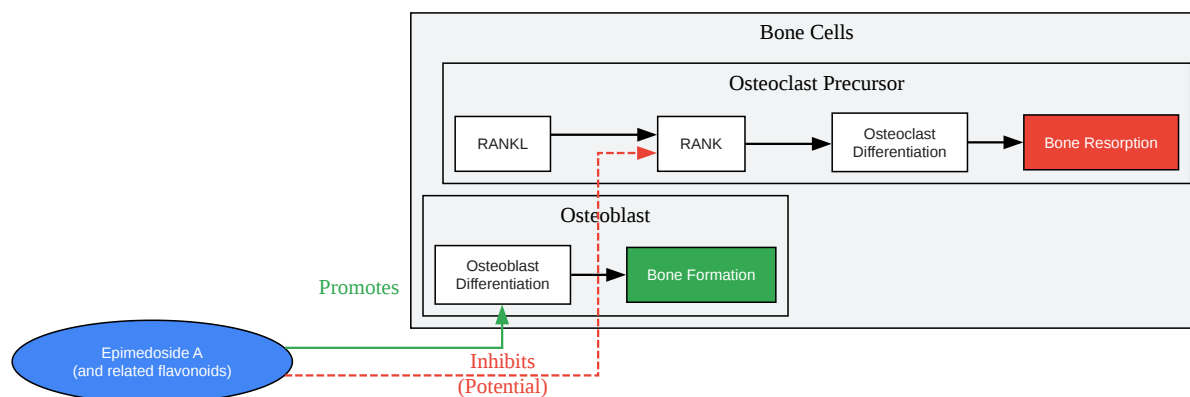 Bone Cells
Osteoclast Precursor
RANKL
RANK
Osteoclast
Differentiation
Bone Resorption
Osteoblast
Osteoblast
Differentiation
Bone Formation
Promotes
Epimedoside A
(and related flavonoids)
Inhibits
(Potential)